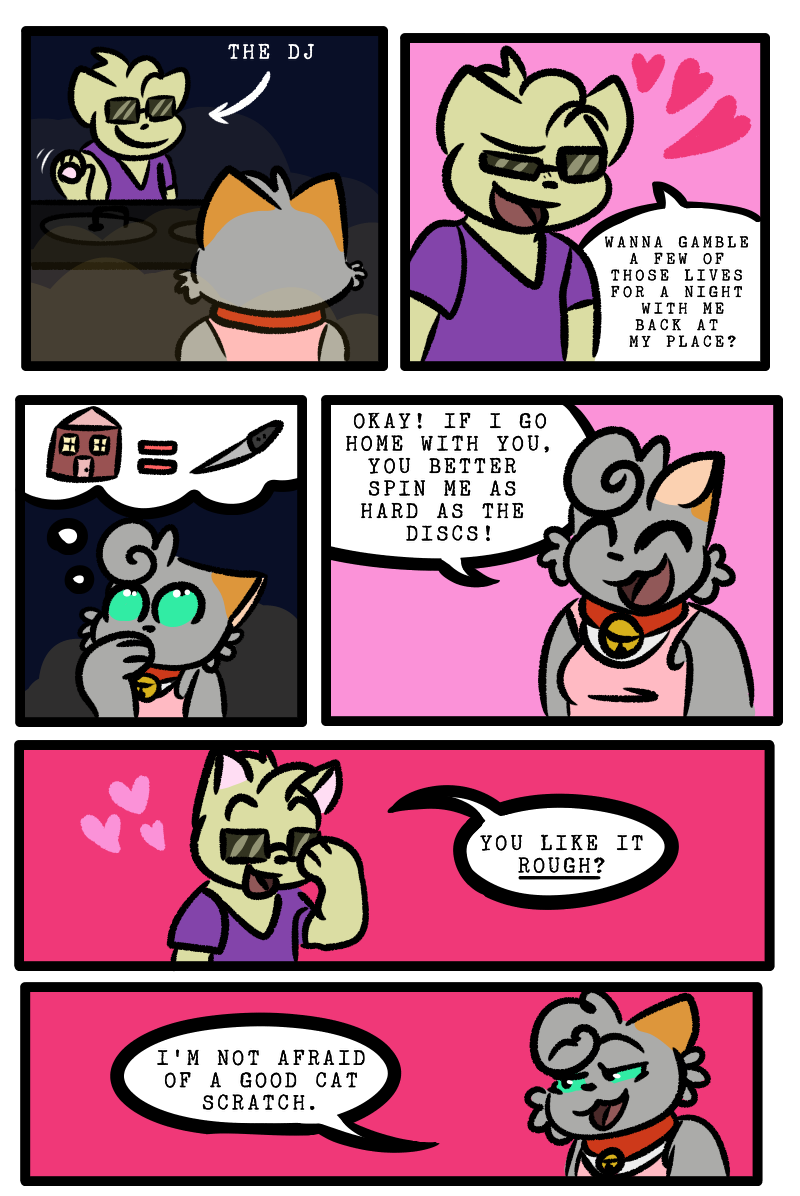 THE DJ
WANNA GAMBLE
A FEW OF
THOSE LIVES
FOR A NIGHT
WITH ME
BACK AT
MY PLACE?
OKAY! IF I GO
HOME WITH YOU,
YOU BETTER
SPIN ME AS
HARD AS THE
DISCS!
YOU LIKE IT
ROUGH?
I'M NOT AFRAID
OF A GOOD CAT
SCRATCH.